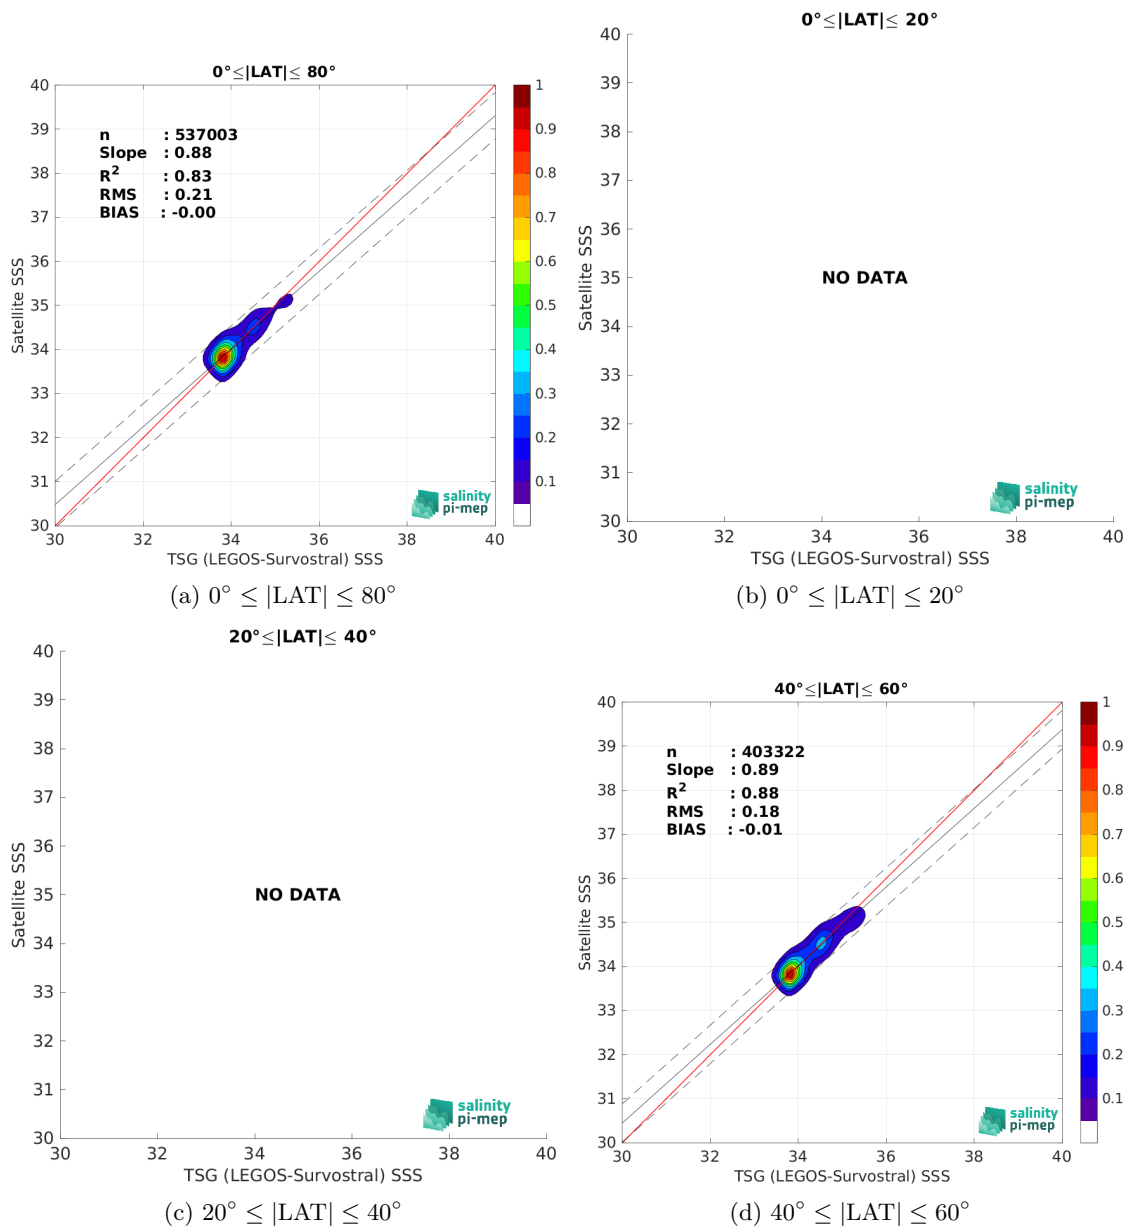 0°≤|LAT|≤ 80°
40
39
38
37
36
35
34
33
32
31
30
Satellite SSS
n : 537003
Slope : 0.88
R² : 0.83
RMS : 0.21
BIAS : -0.00
salinity
pi-mep
30 32 34 36 38 40
TSG (LEGOS-Survostral) SSS
1
0.9
0.8
0.7
0.6
0.5
0.4
0.3
0.2
0.1
(a) 0° ≤ |LAT| ≤ 80°
0°≤|LAT|≤ 20°
40
39
38
37
36
35
34
33
32
31
30
Satellite SSS
NO DATA
salinity
pi-mep
30 32 34 36 38 40
TSG (LEGOS-Survostral) SSS
(b) 0° ≤ |LAT| ≤ 20°
20°≤|LAT|≤ 40°
40
39
38
37
36
35
34
33
32
31
30
Satellite SSS
NO DATA
salinity
pi-mep
30 32 34 36 38 40
TSG (LEGOS-Survostral) SSS
(c) 20° ≤ |LAT| ≤ 40°
40°≤|LAT|≤ 60°
40
39
38
37
36
35
34
33
32
31
30
Satellite SSS
n : 403322
Slope : 0.89
R² : 0.88
RMS : 0.18
BIAS : -0.01
salinity
pi-mep
30 32 34 36 38 40
TSG (LEGOS-Survostral) SSS
1
0.9
0.8
0.7
0.6
0.5
0.4
0.3
0.2
0.1
(d) 40° ≤ |LAT| ≤ 60°